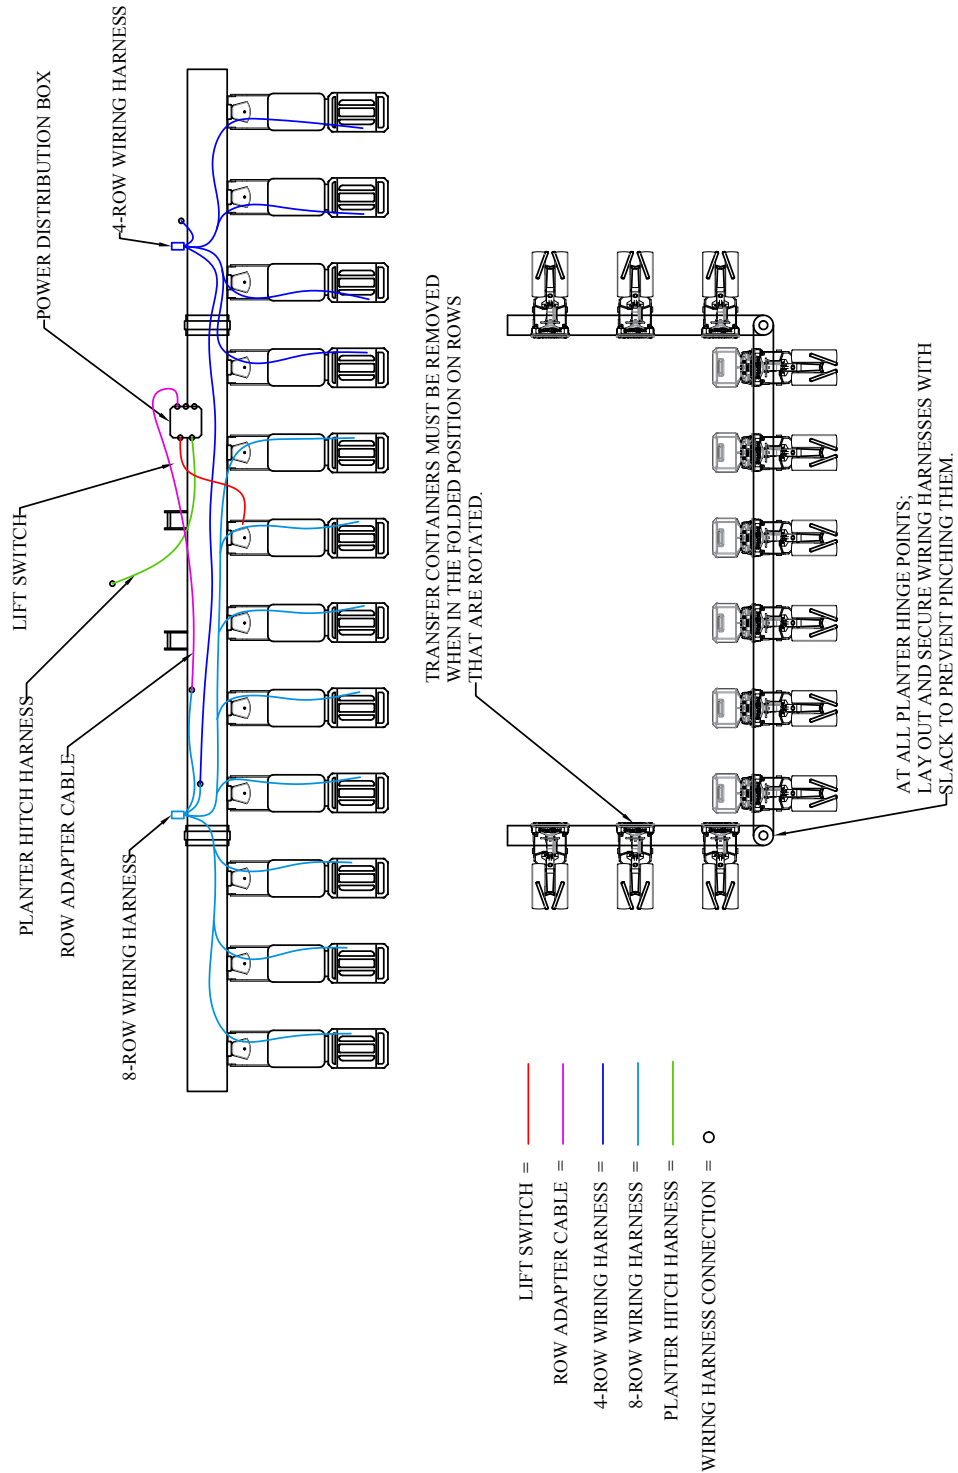 PLANTER HITCH HARNESS
LIFT SWITCH
POWER DISTRIBUTION BOX
ROW ADAPTER CABLE
8-ROW WIRING HARNESS
4-ROW WIRING HARNESS
TRANSFER CONTAINERS MUST BE REMOVED
WHEN IN THE FOLDED POSITION ON ROWS
THAT ARE ROTATED.
LIFT SWITCH =
ROW ADAPTER CABLE =
4-ROW WIRING HARNESS =
8-ROW WIRING HARNESS =
PLANTER HITCH HARNESS =
WIRING HARNESS CONNECTION =
AT ALL PLANTER HINGE POINTS;
LAY OUT AND SECURE WIRING HARNESSES WITH
SLACK TO PREVENT PINCHING THEM.